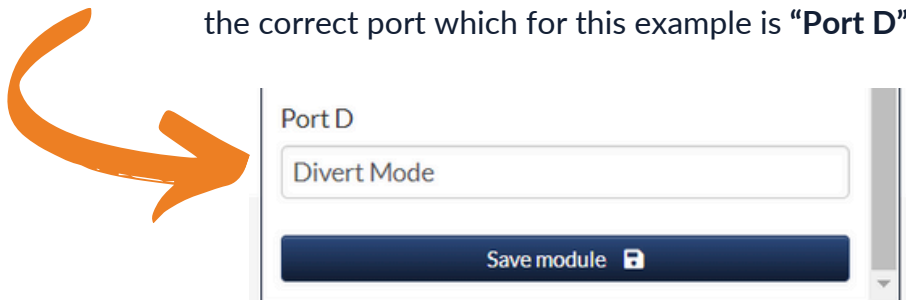 the correct port which for this example is “Port D”
Port D
Divert Mode
Save module